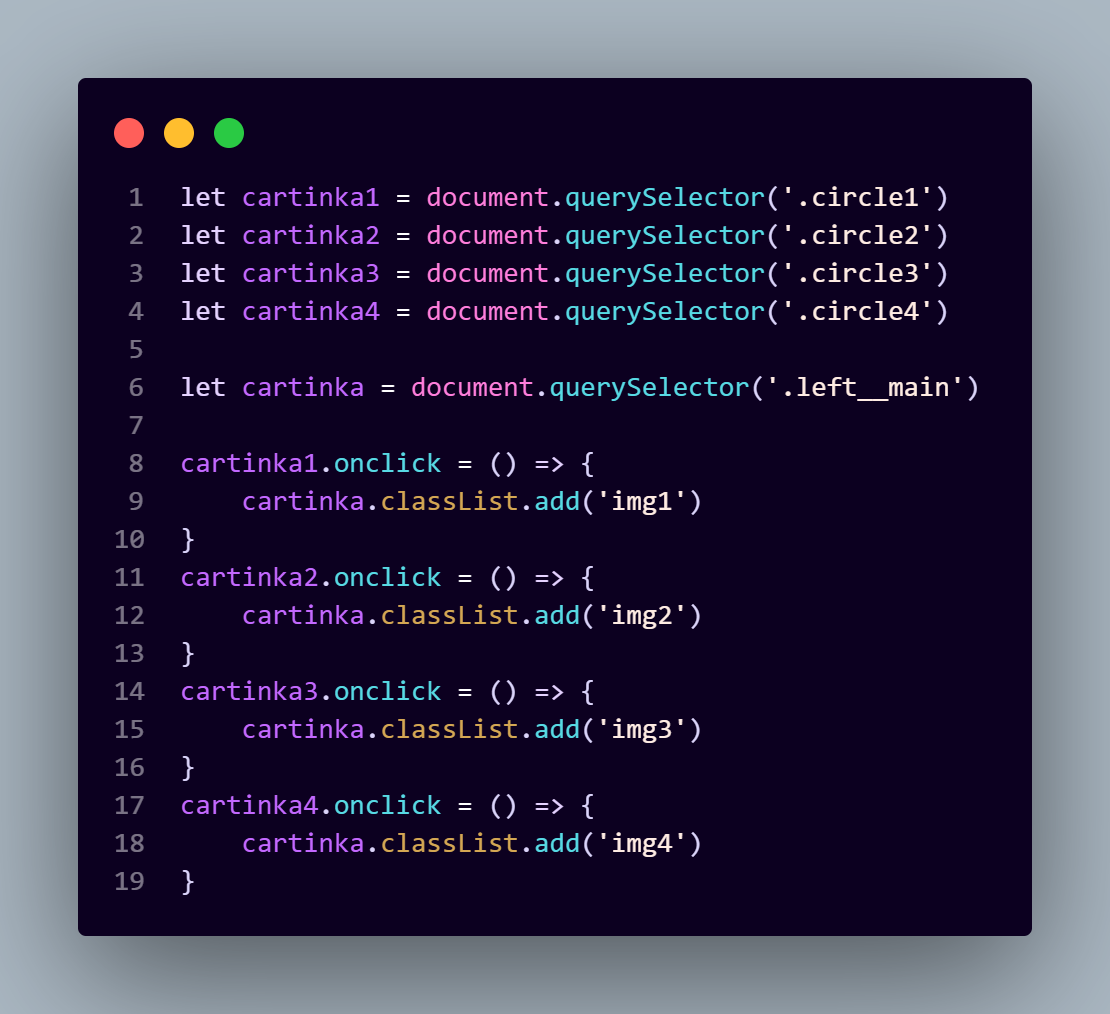 1 let cartinka1 = document.querySelector('.circle1')
2 let cartinka2 = document.querySelector('.circle2')
3 let cartinka3 = document.querySelector('.circle3')
4 let cartinka4 = document.querySelector('.circle4')
5
6 let cartinka = document.querySelector('.left__main')
7
8 cartinka1.onclick = () => {
9     cartinka.classList.add('img1')
10 }
11 cartinka2.onclick = () => {
12     cartinka.classList.add('img2')
13 }
14 cartinka3.onclick = () => {
15     cartinka.classList.add('img3')
16 }
17 cartinka4.onclick = () => {
18     cartinka.classList.add('img4')
19 }